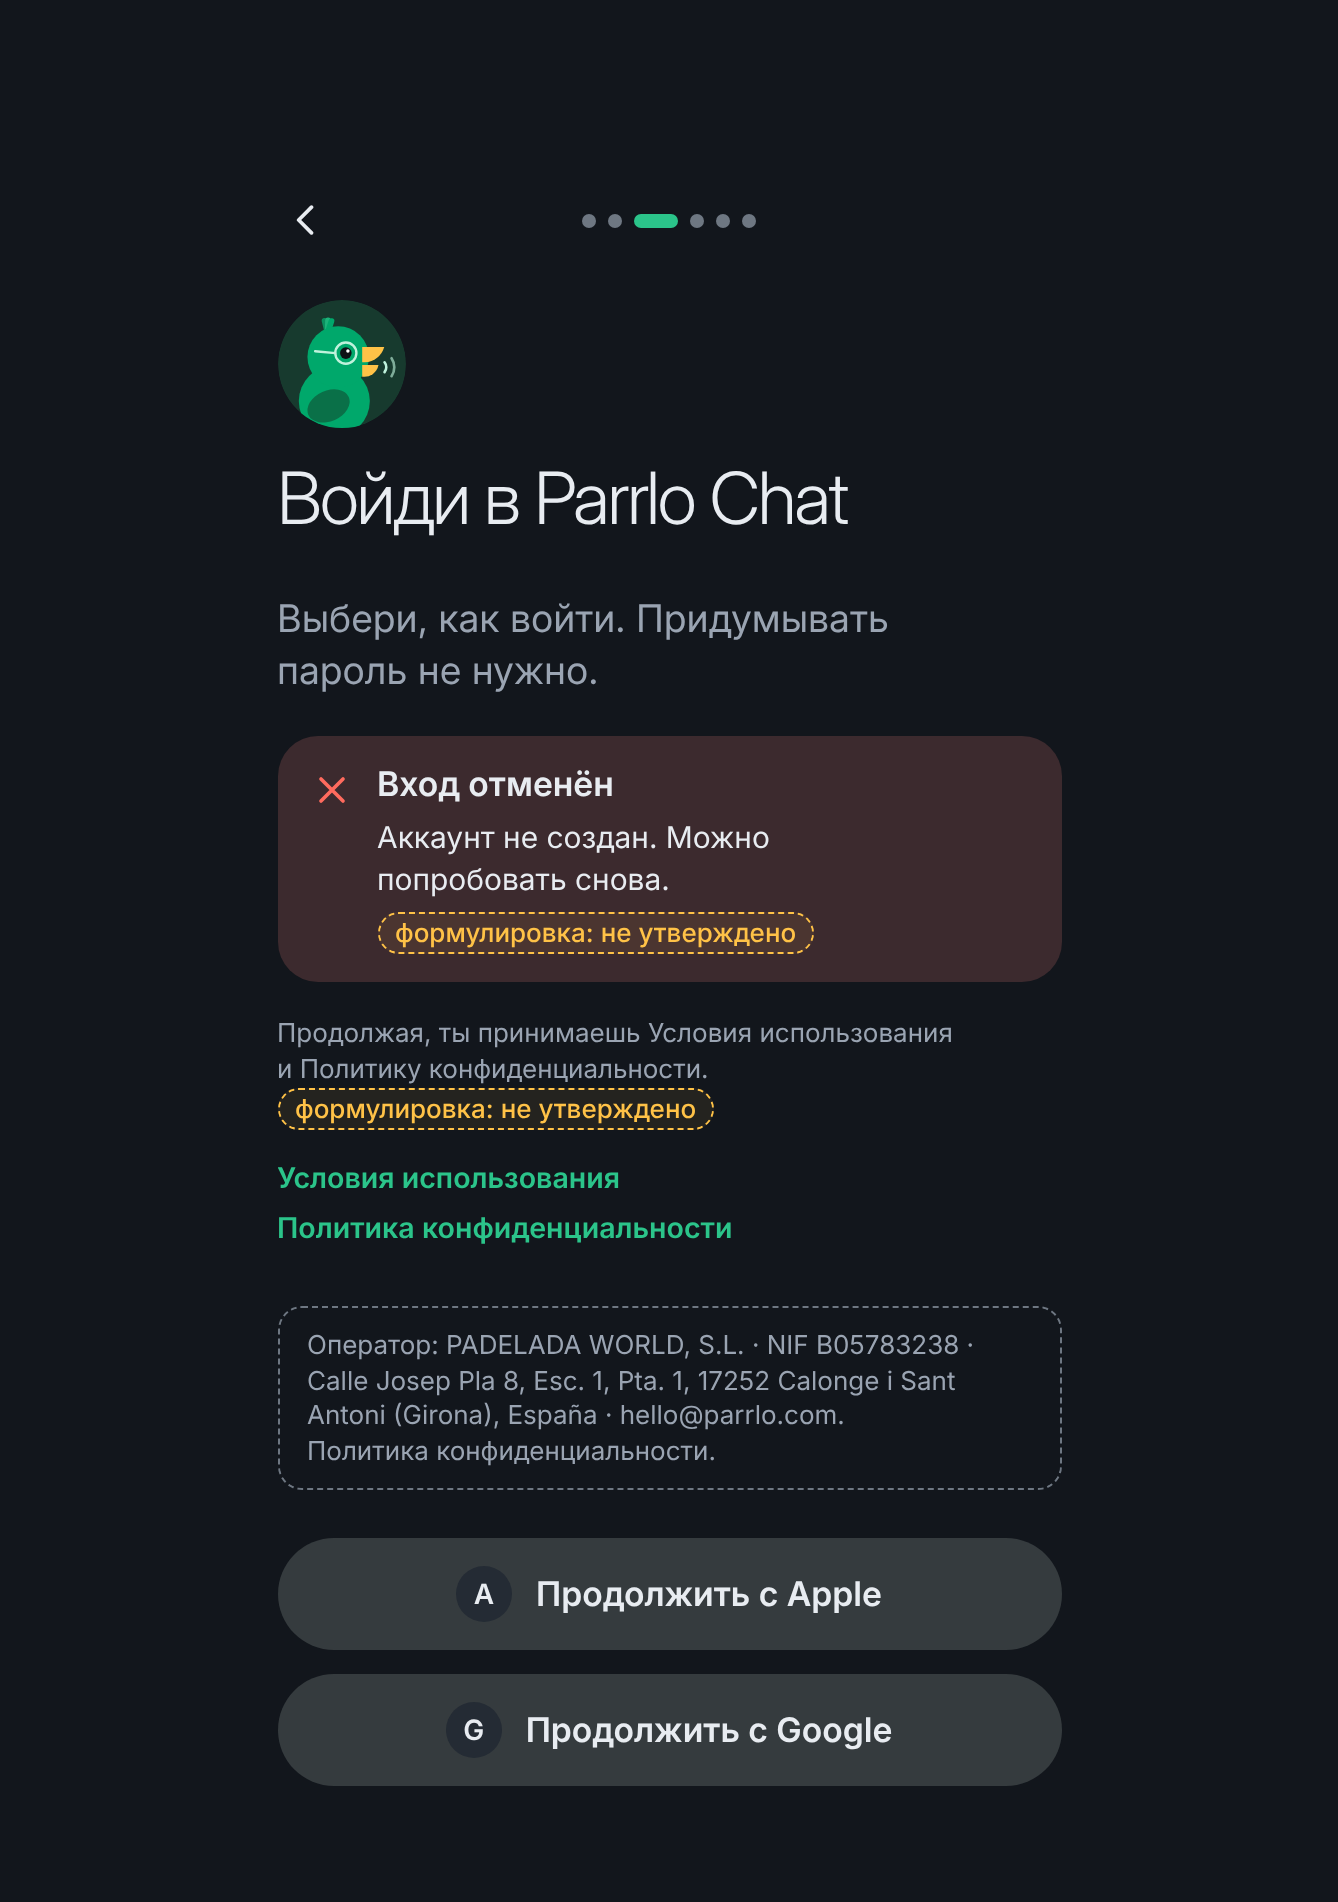 Войди в Parrlo Chat
Выбери, как войти. Придумывать
пароль не нужно.
Вход отменён
Аккаунт не создан. Можно
попробовать снова.
формулировка: не утверждено
Продолжая, ты принимаешь Условия использования
и Политику конфиденциальности.
формулировка: не утверждено
Условия использования
Политика конфиденциальности
Оператор: PADELADA WORLD, S.L. · NIF B05783238 ·
Calle Josep Pla 8, Esc. 1, Pta. 1, 17252 Calonge i Sant
Antoni (Girona), España · hello@parrlo.com.
Политика конфиденциальности.
A Продолжить с Apple
G Продолжить с Google